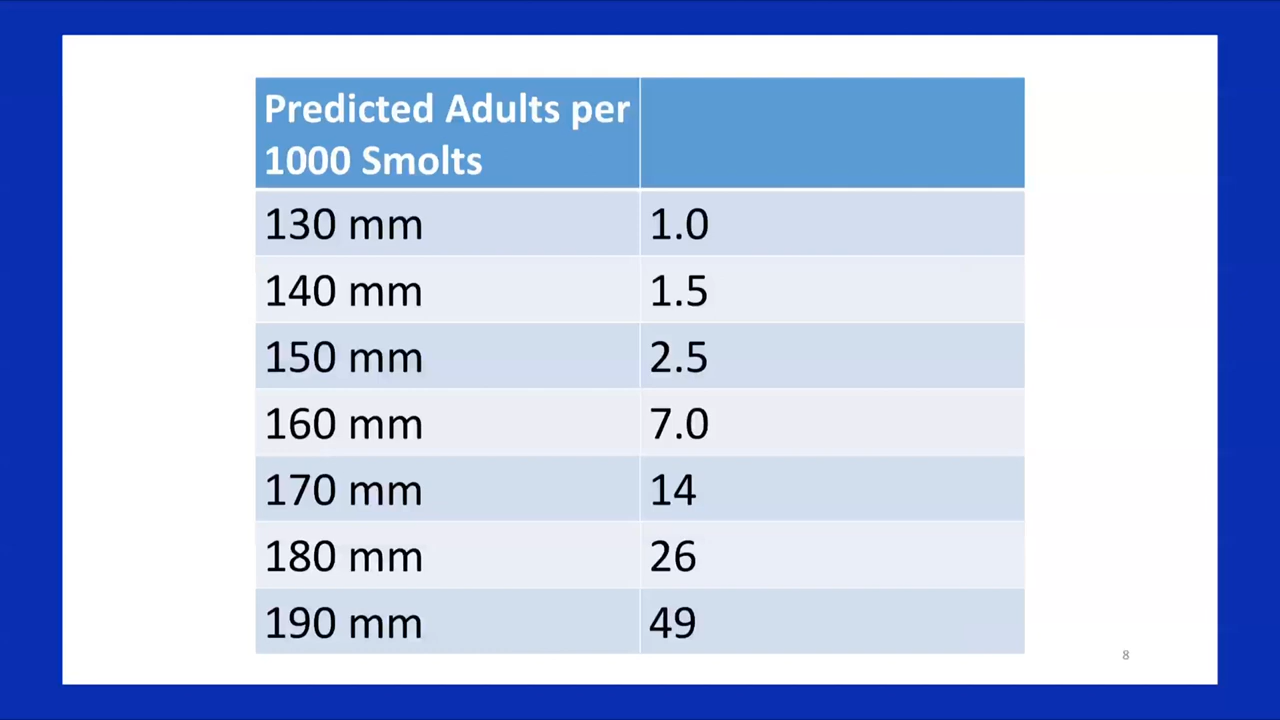 Predicted Adults per
1000 Smolts
130 mm 1.0
140 mm 1.5
150 mm 2.5
160 mm 7.0
170 mm 14
180 mm 26
190 mm 49
8